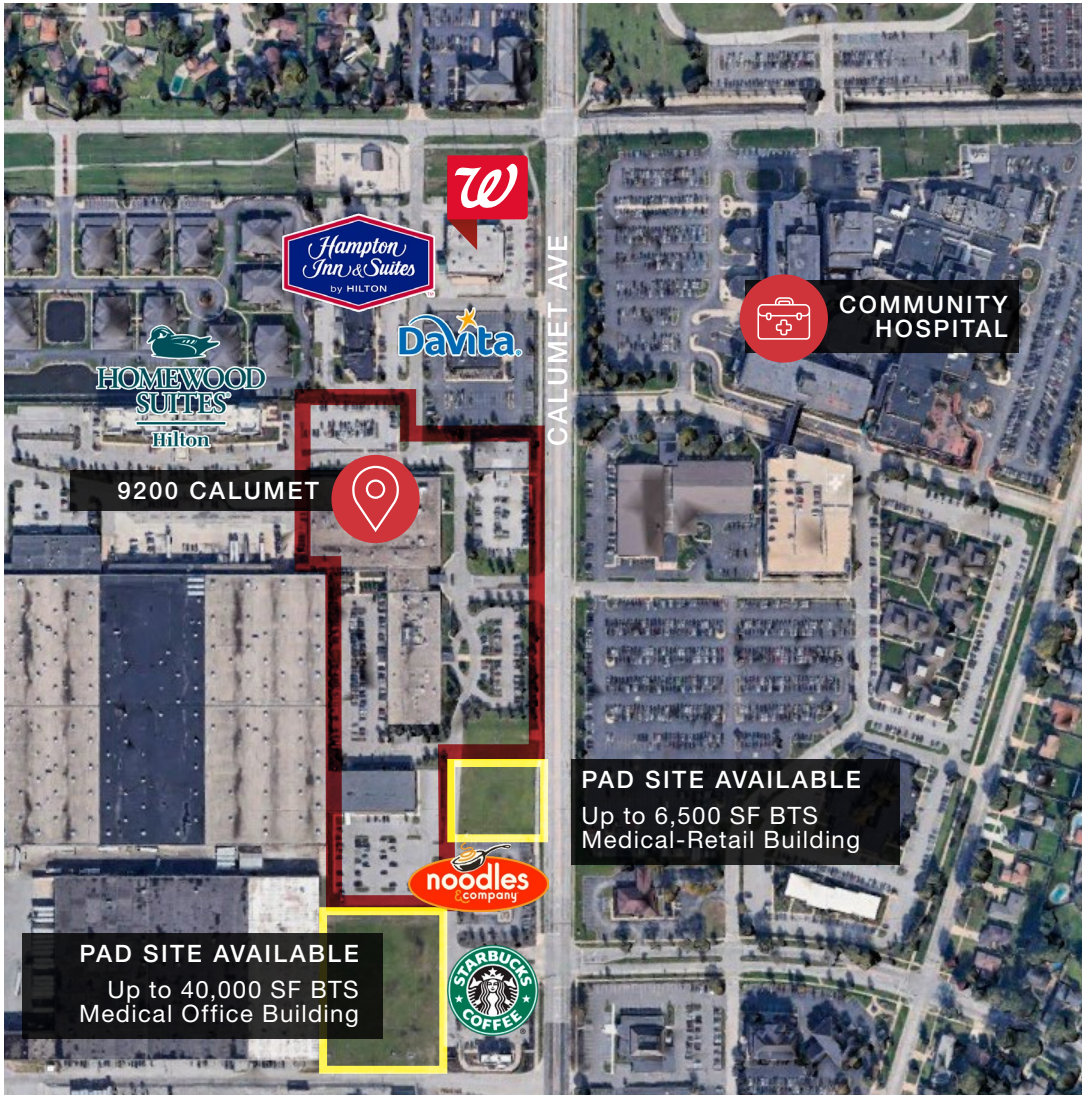 W
Hampton
Inn & Suites
by HILTON
™
DaVita®
CALUMET AVE
COMMUNITY
HOSPITAL
HOMEWOOD
SUITES®
Hilton
9200 CALUMET
PAD SITE AVAILABLE
Up to 6,500 SF BTS
Medical-Retail Building
noodles
& company
PAD SITE AVAILABLE
Up to 40,000 SF BTS
Medical Office Building
STARBUCKS
COFFEE
®